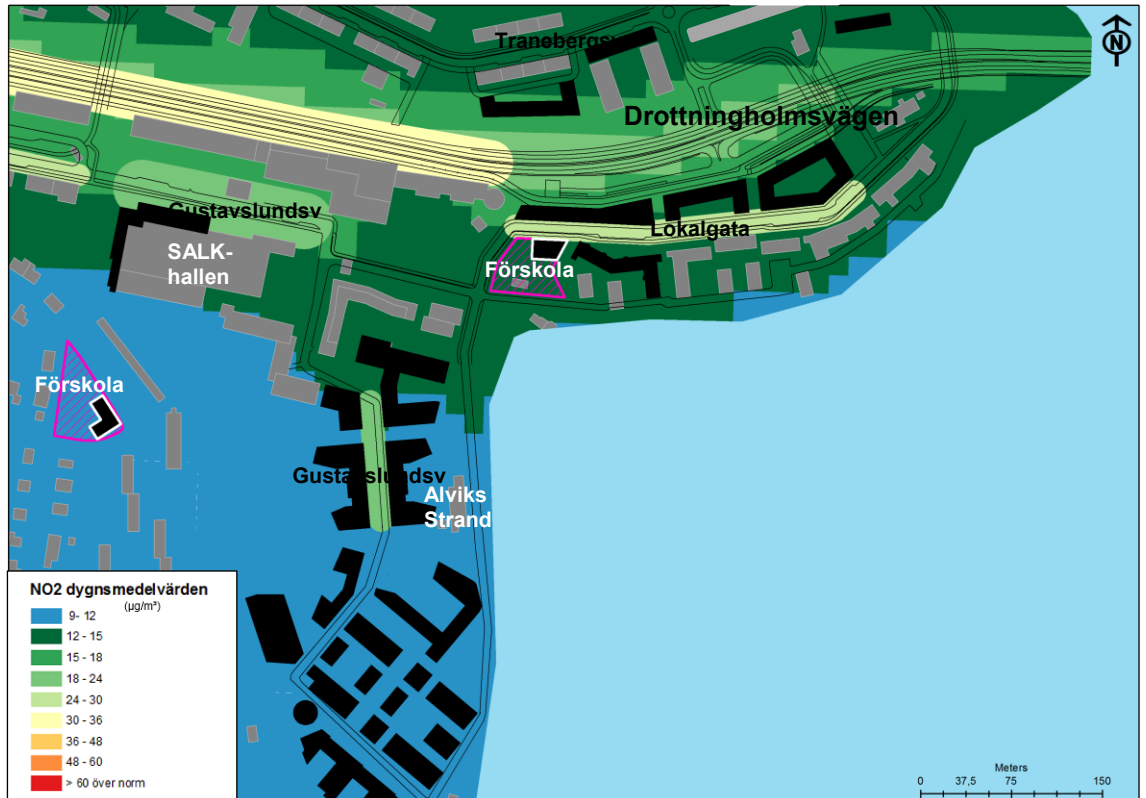 Tranebergsv
N
Drottningholmsvägen
Gustavslundsv
Lokalgata
SALK-
hallen
Förskola
Förskola
Gustavslundsv
Alviks
Strand
NO2 dygnsmedelvärden
(µg/m³)
9- 12
12 - 15
15 - 18
18 - 24
24 - 30
30 - 36
36 - 48
48 - 60
> 60 över norm
Meters
0 37,5 75 150